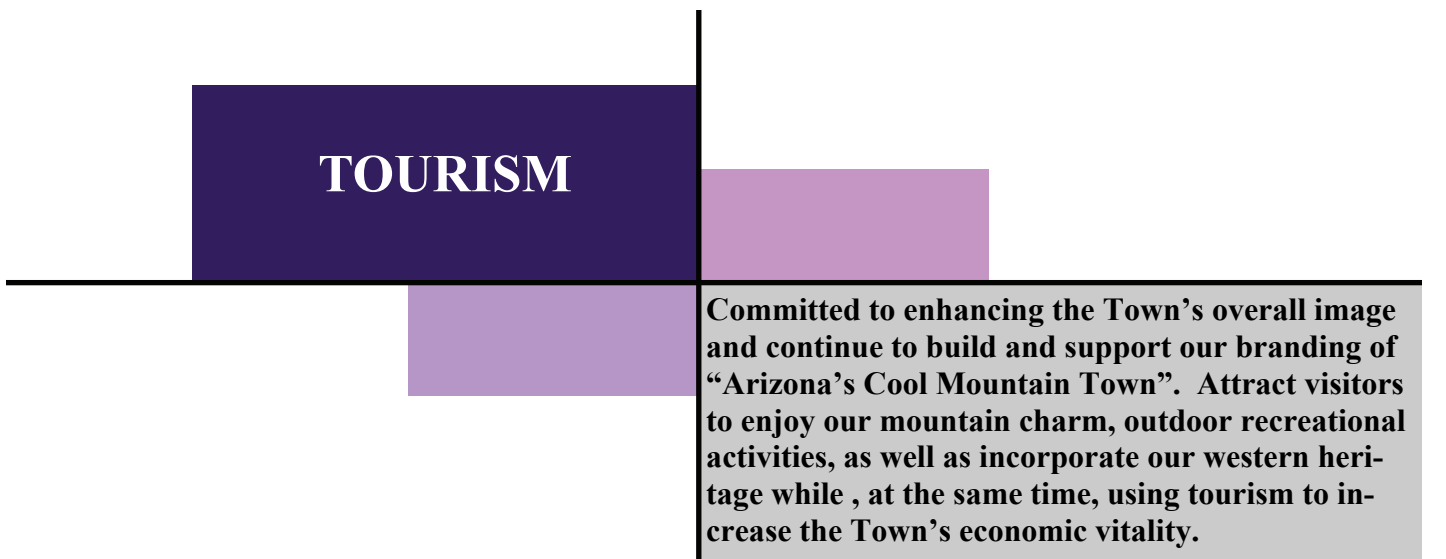 TOURISM
Committed to enhancing the Town’s overall image
and continue to build and support our branding of
“Arizona’s Cool Mountain Town”.  Attract visitors
to enjoy our mountain charm, outdoor recreational
activities, as well as incorporate our western heri-
tage while , at the same time, using tourism to in-
crease the Town’s economic vitality.